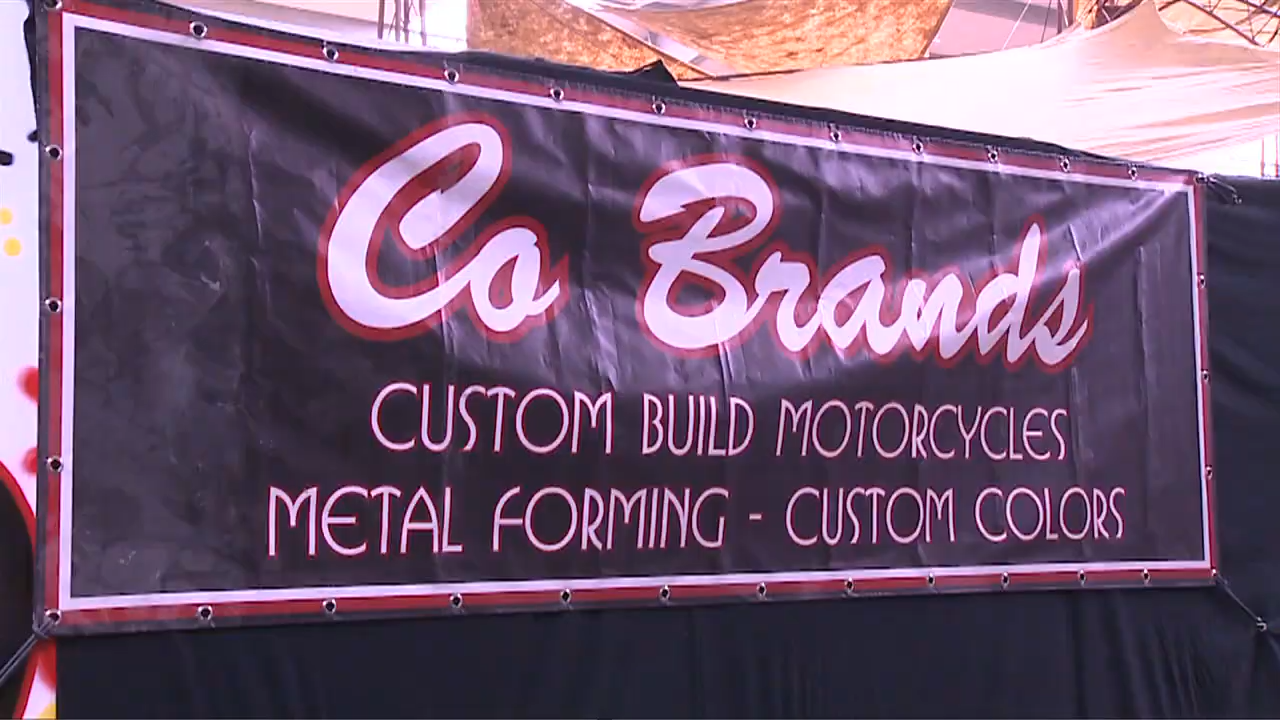 Co Brands
CUSTOM BUILD MOTORCYCLES
METAL FORMING - CUSTOM COLORS